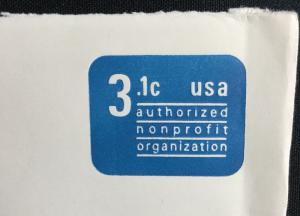 3.1c usa
authorized
nonprofit
organization